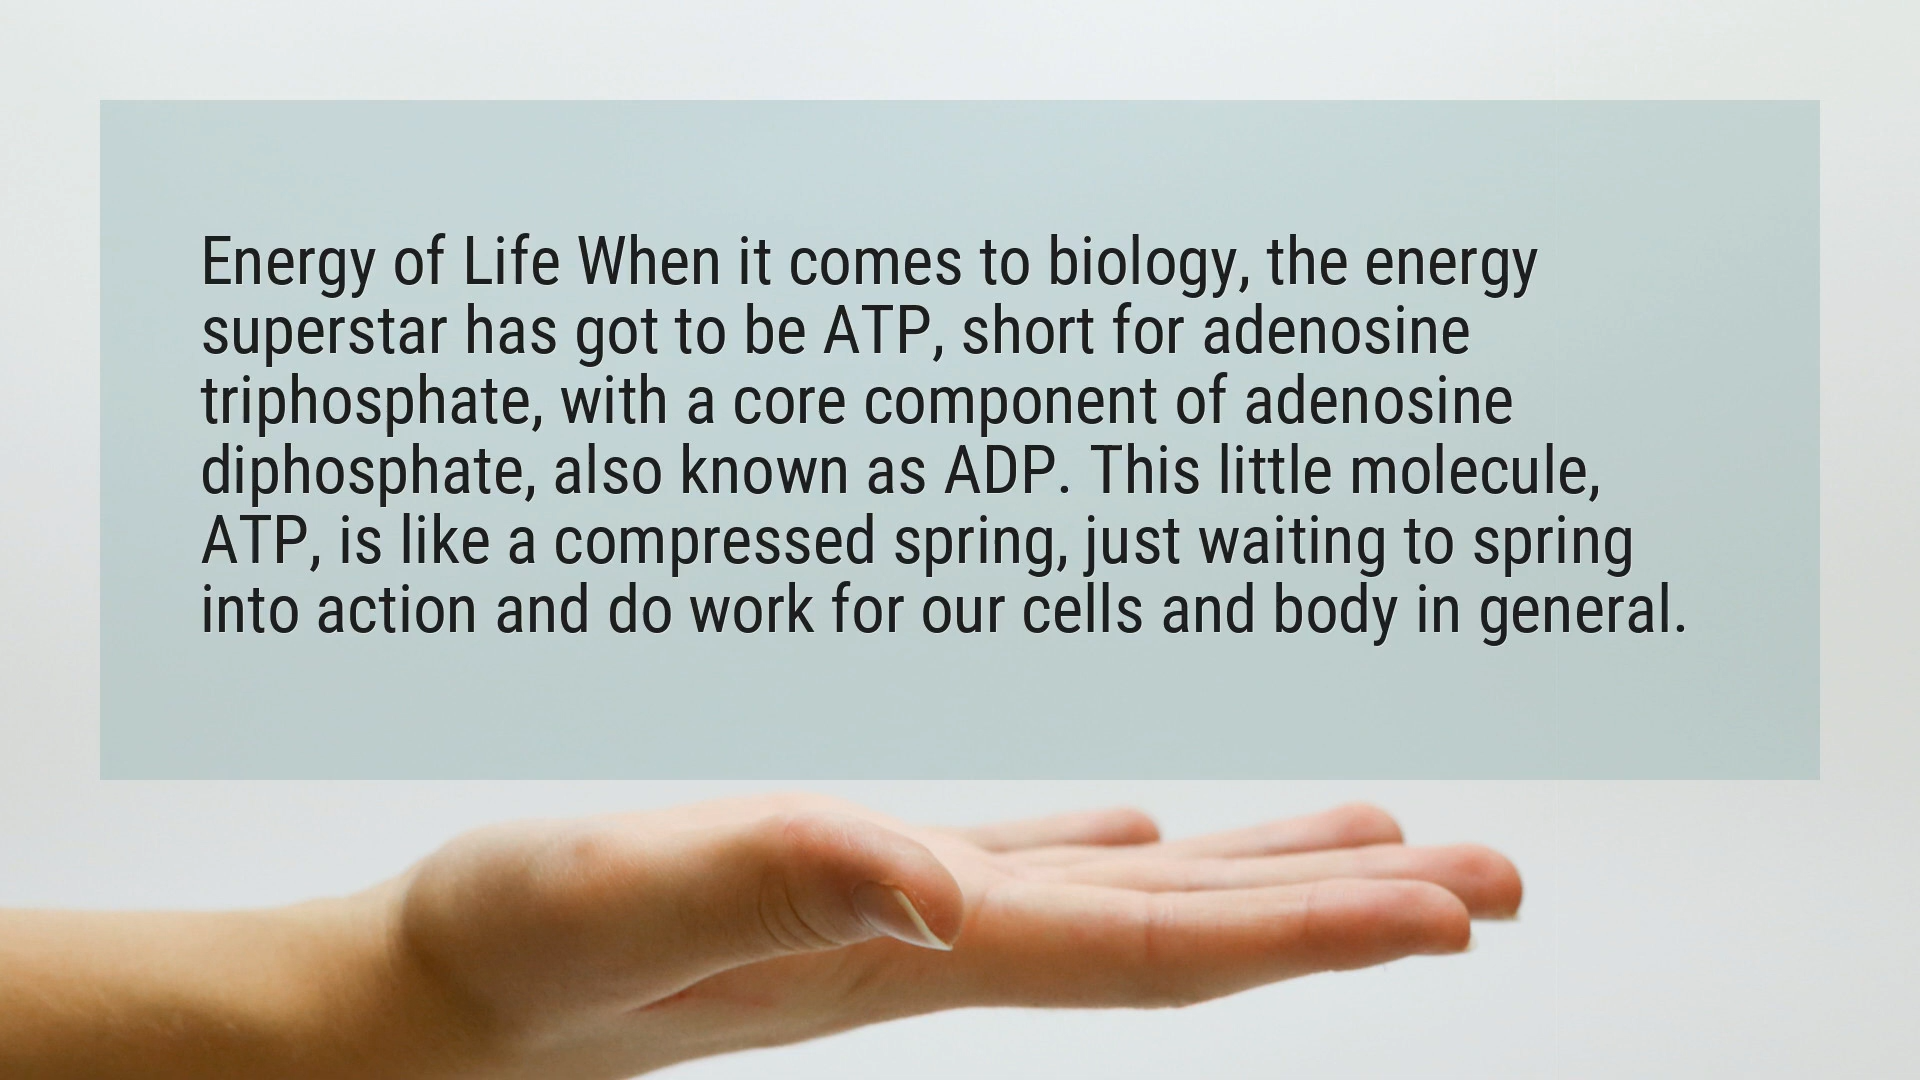 Energy of Life When it comes to biology, the energy
superstar has got to be ATP, short for adenosine
triphosphate, with a core component of adenosine
diphosphate, also known as ADP. This little molecule,
ATP, is like a compressed spring, just waiting to spring
into action and do work for our cells and body in general.